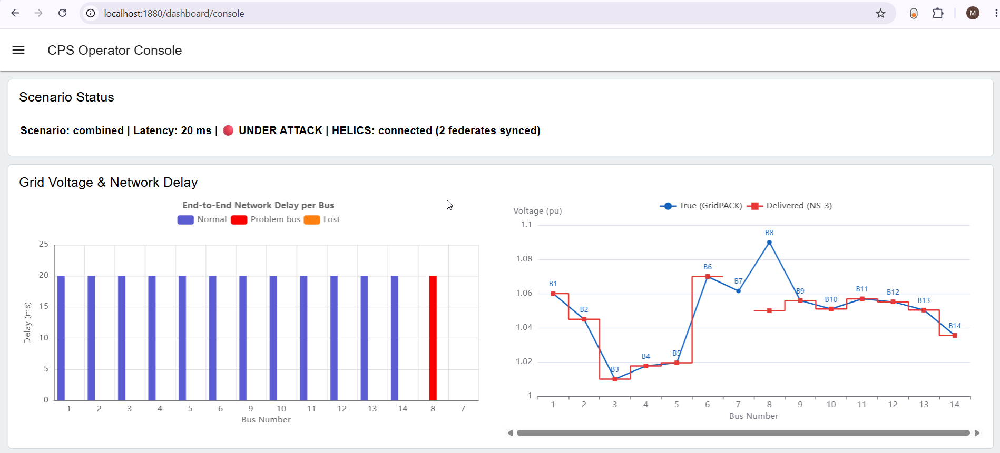 localhost:1880/dashboard/console
M
CPS Operator Console
Scenario Status
Scenario: combined | Latency: 20 ms | 🔴 UNDER ATTACK | HELICS: connected (2 federates synced)
Grid Voltage & Network Delay
End-to-End Network Delay per Bus
Normal Problem bus Lost
25
20
15
10
5
0
Delay (ms)
1 2 3 4 5 6 9 10 11 12 13 14 8 7
Bus Number
True (GridPACK) Delivered (NS-3)
Voltage (pu)
1.1
1.08
1.06
1.04
1.02
1
B1 B2 B3 B4 B5 B6 B7 B8 B9 B10 B11 B12 B13 B14
1 2 3 4 5 6 7 8 9 10 11 12 13 14
Bus Number